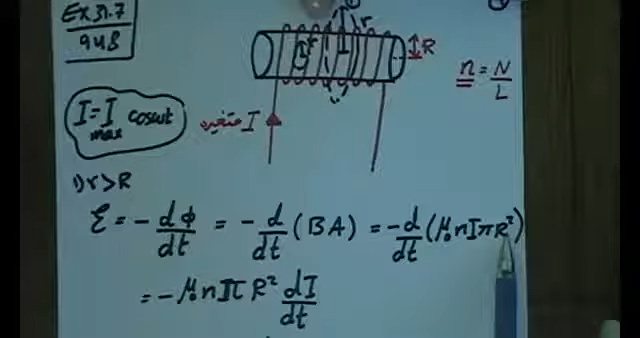 Ex 31.7
948
r
R
n = N/L
I = I max cos ωt
متغير I
1) r > R
ε = - dφ/dt = - d/dt (BA) = - d/dt (μ₀ n I π R²)
= - μ₀ n π R² dI/dt